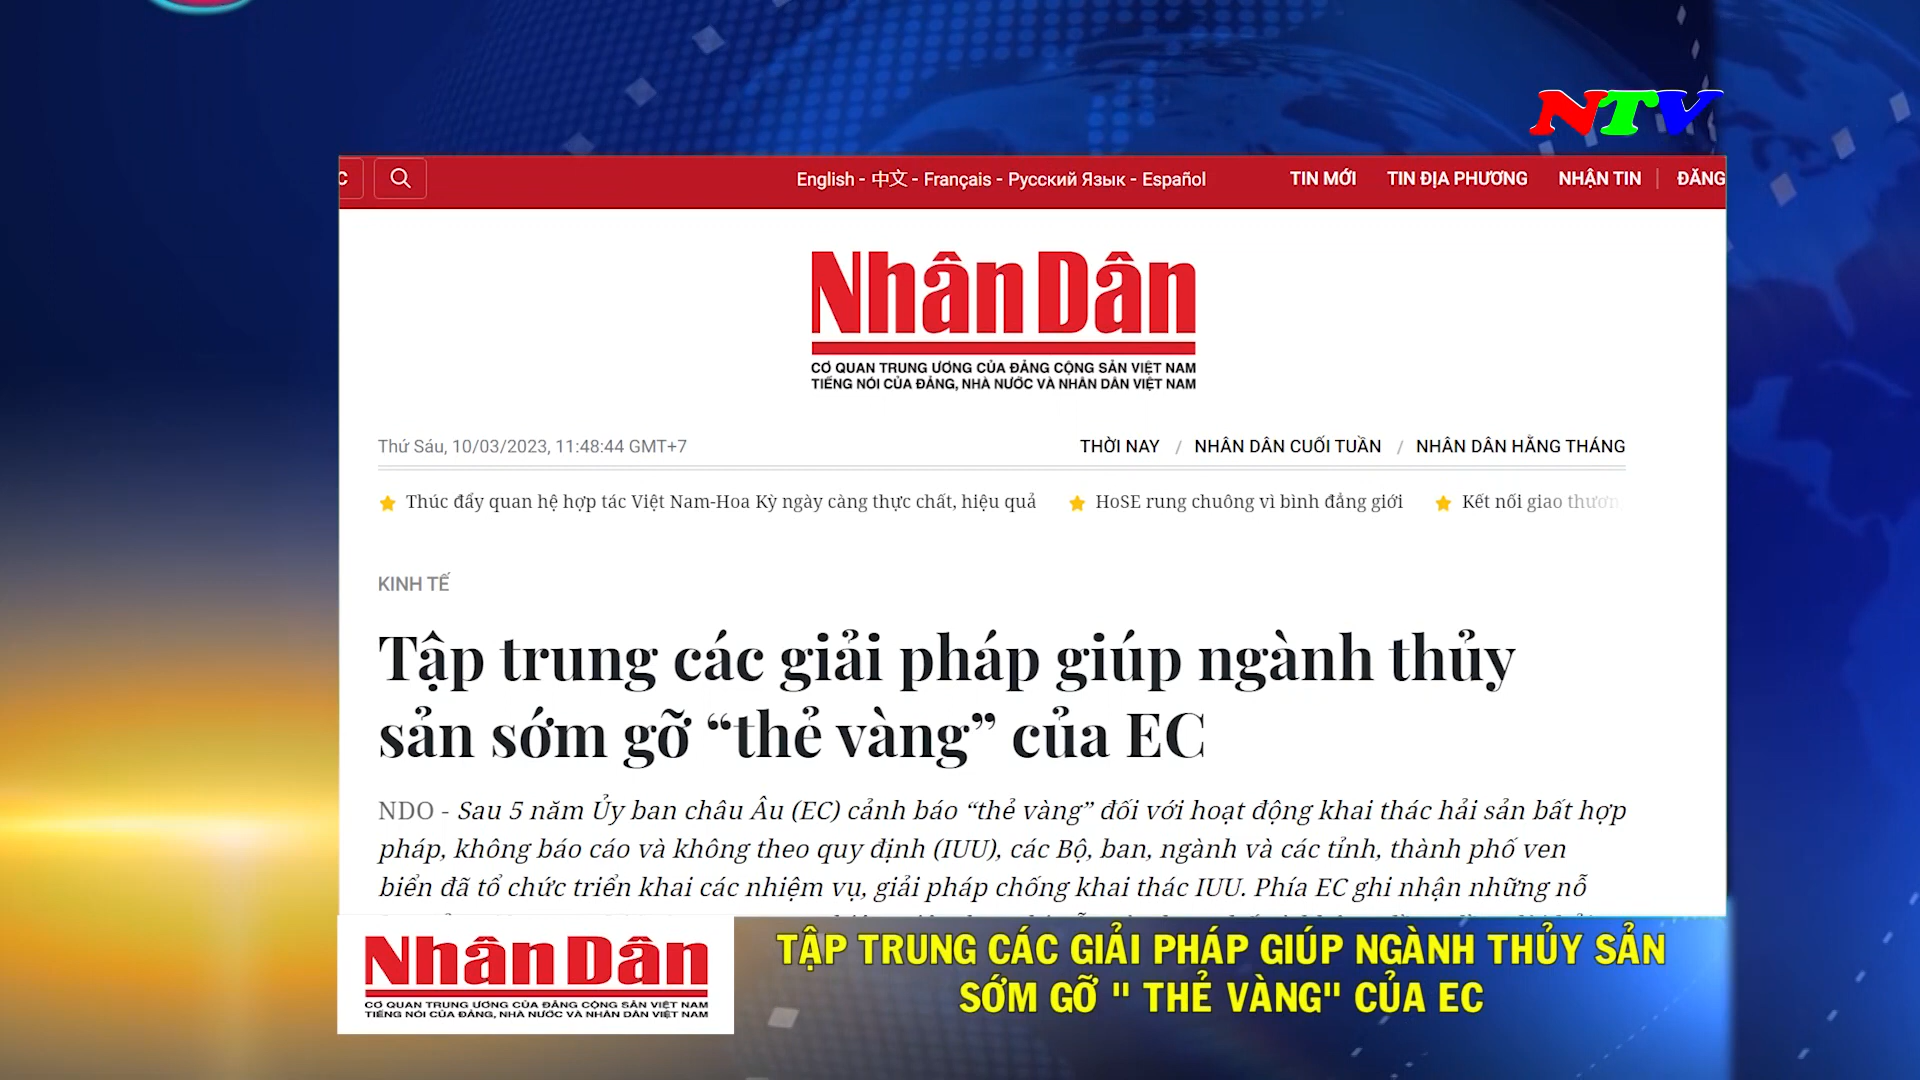 NTV
C
English - 中文 - Français - Русский Язык - Español
TIN MỚI TIN ĐỊA PHƯƠNG NHẬN TIN ĐĂNG
Nhân Dân
CƠ QUAN TRUNG ƯƠNG CỦA ĐẢNG CỘNG SẢN VIỆT NAM
TIẾNG NÓI CỦA ĐẢNG, NHÀ NƯỚC VÀ NHÂN DÂN VIỆT NAM
Thứ Sáu, 10/03/2023, 11:48:44 GMT+7
THỜI NAY / NHÂN DÂN CUỐI TUẦN / NHÂN DÂN HẰNG THÁNG
Thúc đẩy quan hệ hợp tác Việt Nam-Hoa Kỳ ngày càng thực chất, hiệu quả
HoSE rung chuông vì bình đẳng giới
Kết nối giao thươn
KINH TẾ
Tập trung các giải pháp giúp ngành thủy
sản sớm gỡ “thẻ vàng” của EC
NDO - Sau 5 năm Ủy ban châu Âu (EC) cảnh báo “thẻ vàng” đối với hoạt động khai thác hải sản bất hợp
pháp, không báo cáo và không theo quy định (IUU), các Bộ, ban, ngành và các tỉnh, thành phố ven
biển đã tổ chức triển khai các nhiệm vụ, giải pháp chống khai thác IUU. Phía EC ghi nhận những nỗ
Nhân Dân
CƠ QUAN TRUNG ƯƠNG CỦA ĐẢNG CỘNG SẢN VIỆT NAM
TIẾNG NÓI CỦA ĐẢNG, NHÀ NƯỚC VÀ NHÂN DÂN VIỆT NAM
TẬP TRUNG CÁC GIẢI PHÁP GIÚP NGÀNH THỦY SẢN
SỚM GỠ " THẺ VÀNG" CỦA EC